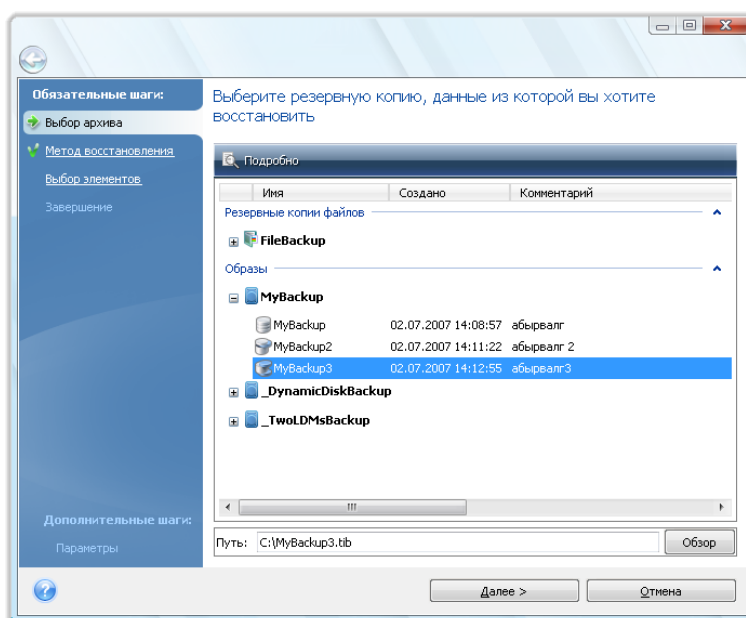 Обязательные шаги:
Выбор архива
Метод восстановления
Выбор элементов
Завершение
Дополнительные шаги:
Параметры
Выберите резервную копию, данные из которой вы хотите
восстановить
Подробно
Имя Создано Комментарий
Резервные копии файлов
FileBackup
Образы
MyBackup
MyBackup 02.07.2007 14:08:57 абырвалг
MyBackup2 02.07.2007 14:11:22 абырвалг 2
MyBackup3 02.07.2007 14:12:55 абырвалг3
_DynamicDiskBackup
_TwoLDMsBackup
Путь: C:\MyBackup3.tib Обзор
Далее > Отмена